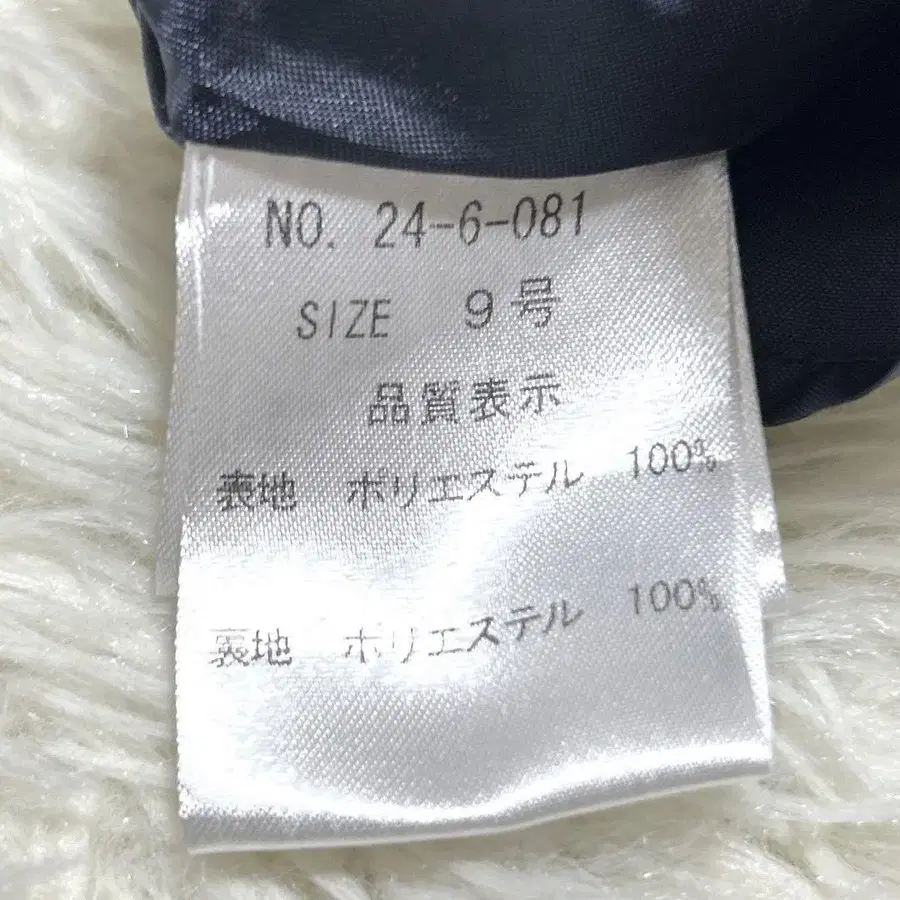 NO. 24-6-081
SIZE 9号
品質表示
表地 ポリエステル 100%
裏地 ポリエステル 100%